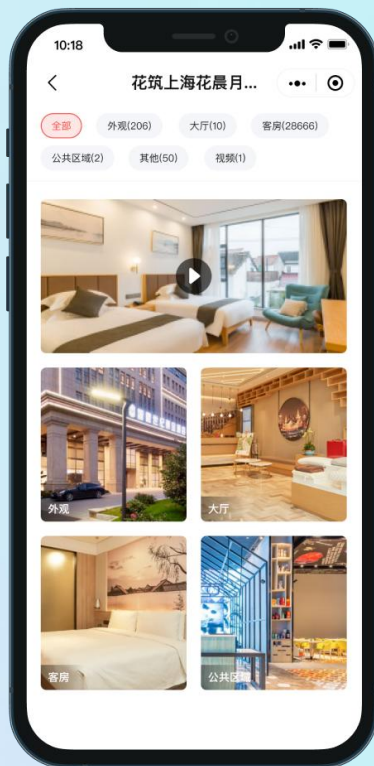 10:18
花筑上海花晨月...
全部
外观(206)
大厅(10)
客房(28666)
公共区域(2)
其他(50)
视频(1)
外观
大厅
客房
公共区域